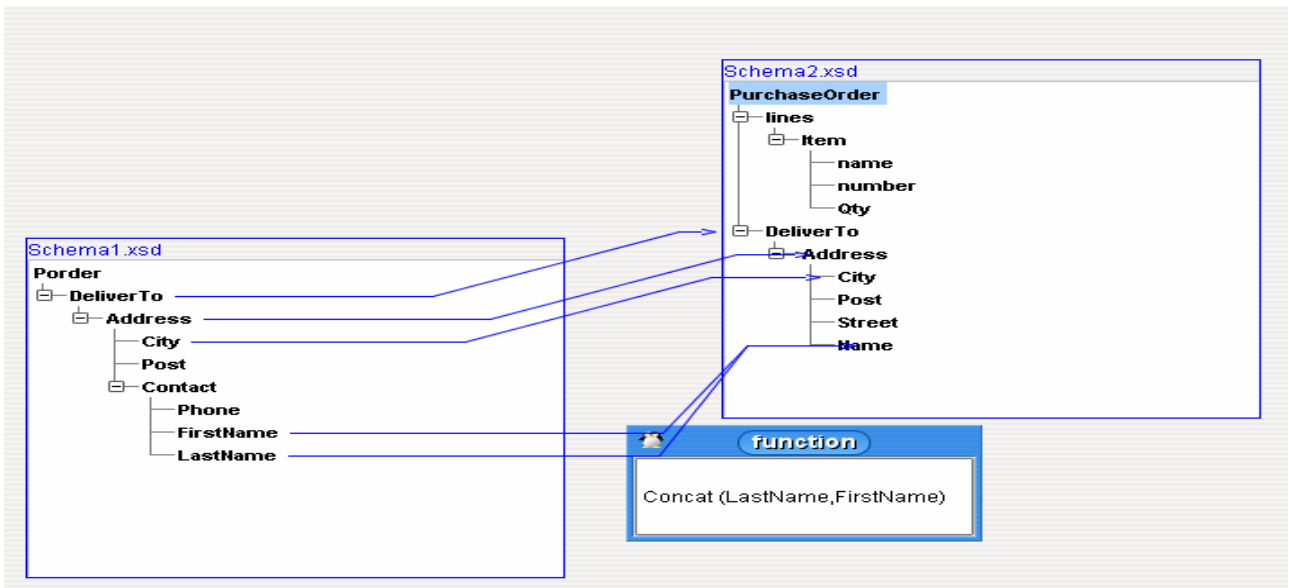 Schema2.xsd
PurchaseOrder
lines
Item
name
number
Qty
DeliverTo
Address
City
Post
Street
Name
Schema1.xsd
Porder
DeliverTo
Address
City
Post
Contact
Phone
FirstName
LastName
function
Concat (LastName,FirstName)